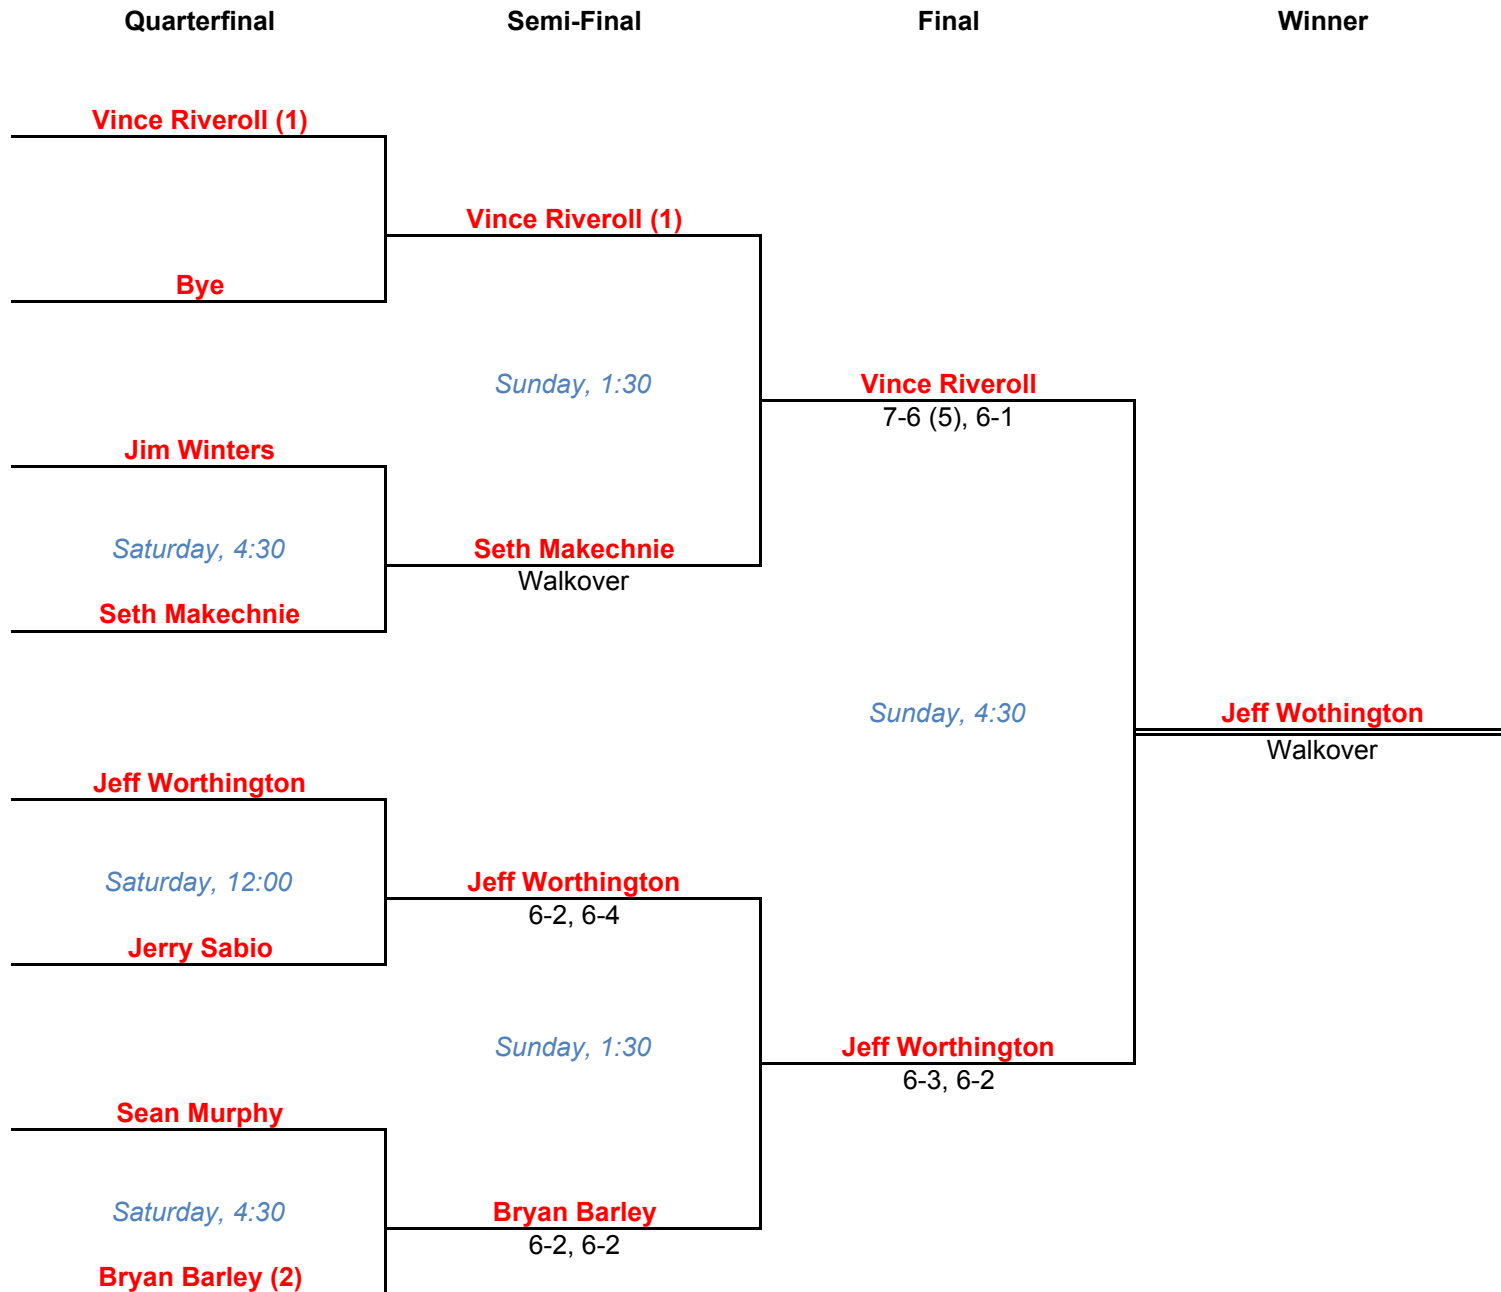 Quarterfinal Semi-Final Final Winner
Vince Riveroll (1)
Vince Riveroll (1)
Bye
Sunday, 1:30 Vince Riveroll
7-6 (5), 6-1
Jim Winters
Saturday, 4:30 Seth Makechnie
Walkover
Seth Makechnie
Sunday, 4:30 Jeff Wothington
Walkover
Jeff Worthington
Saturday, 12:00 Jeff Worthington
6-2, 6-4
Jerry Sabio
Sunday, 1:30 Jeff Worthington
6-3, 6-2
Sean Murphy
Saturday, 4:30 Bryan Barley
6-2, 6-2
Bryan Barley (2)